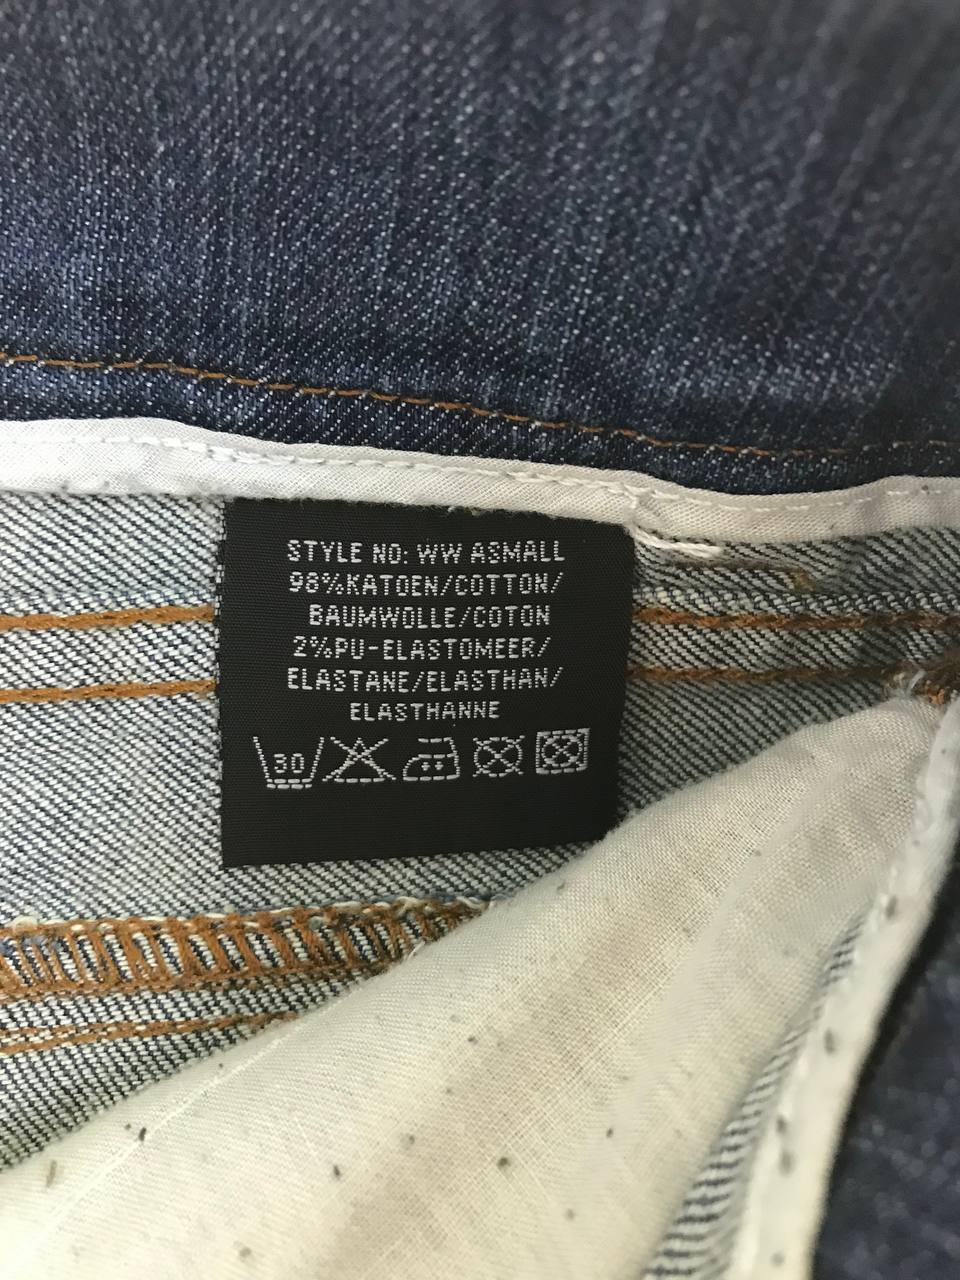 STYLE NO: WW ASMALL
98%KATOEN/COTTON/
BAUMWOLLE/COTON
2%PU-ELASTOMEER/
ELASTANE/ELASTHAN/
ELASTHANNE
30